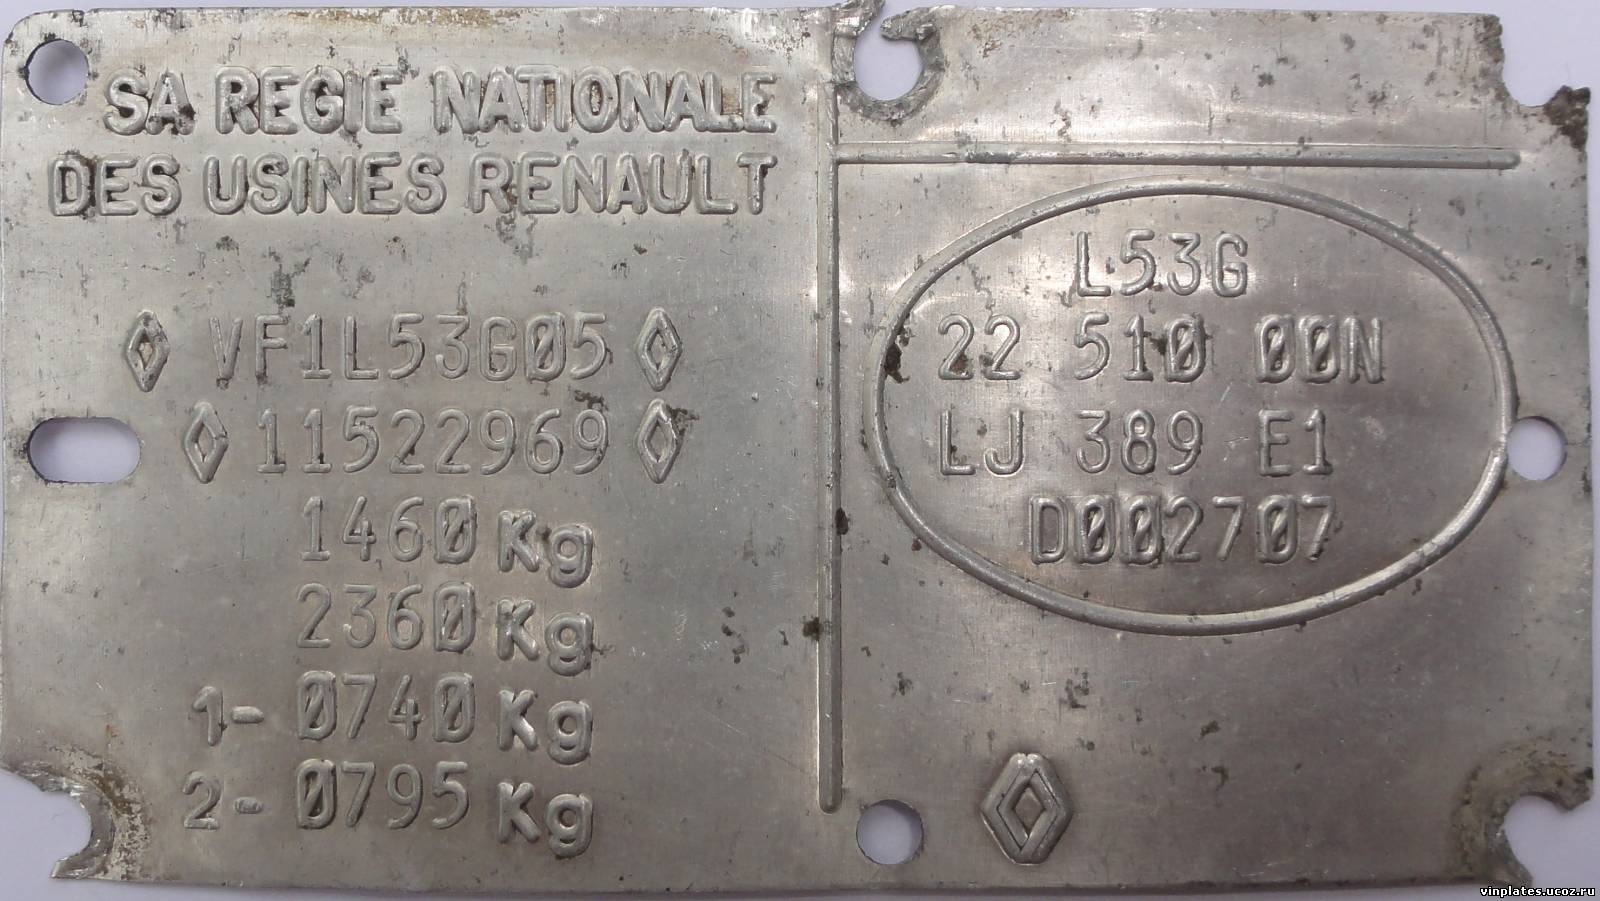 SA REGIE NATIONALE
DES USINES RENAULT
VF1L53G05
11522969
1460 Kg
2360 Kg
1- 0740 Kg
2- 0795 Kg
L53G
22 510 00N
LJ 389 E1
D002707
vinplates.ucoz.ru